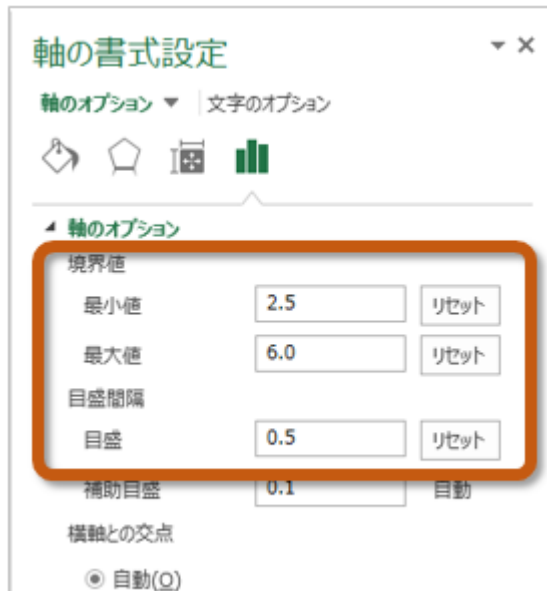 軸の書式設定
軸のオプション 文字のオプション
軸のオプション
境界値
最小値 2.5 リセット
最大値 6.0 リセット
目盛間隔
目盛 0.5 リセット
補助目盛 0.1 自動
横軸との交点
自動(O)